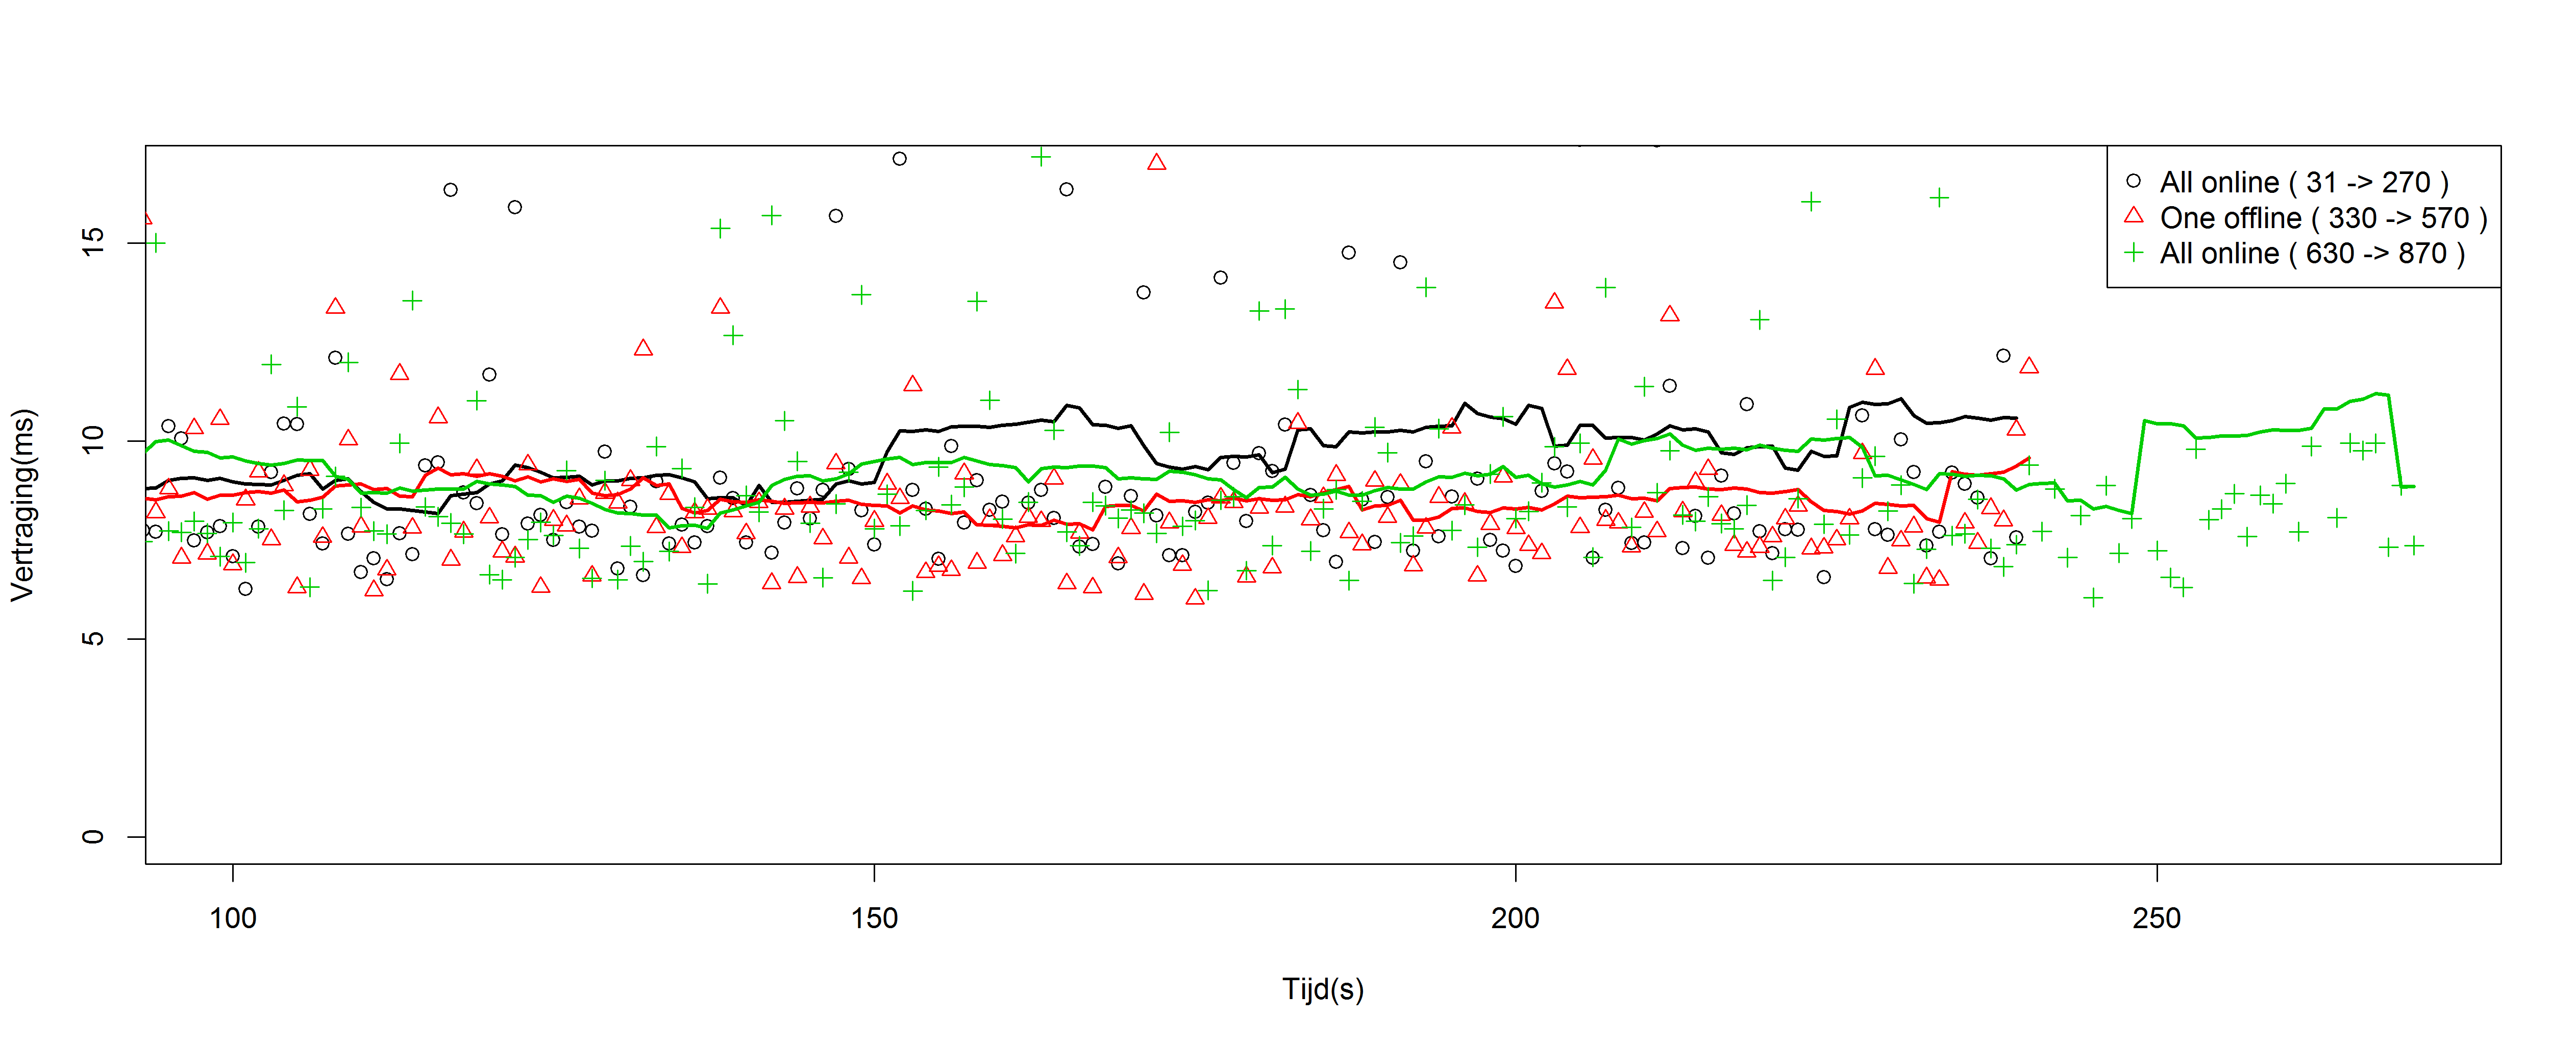 All online ( 31 -> 270 )
One offline ( 330 -> 570 )
All online ( 630 -> 870 )
Vertraging(ms)
15
10
5
0
100
150
200
250
Tijd(s)